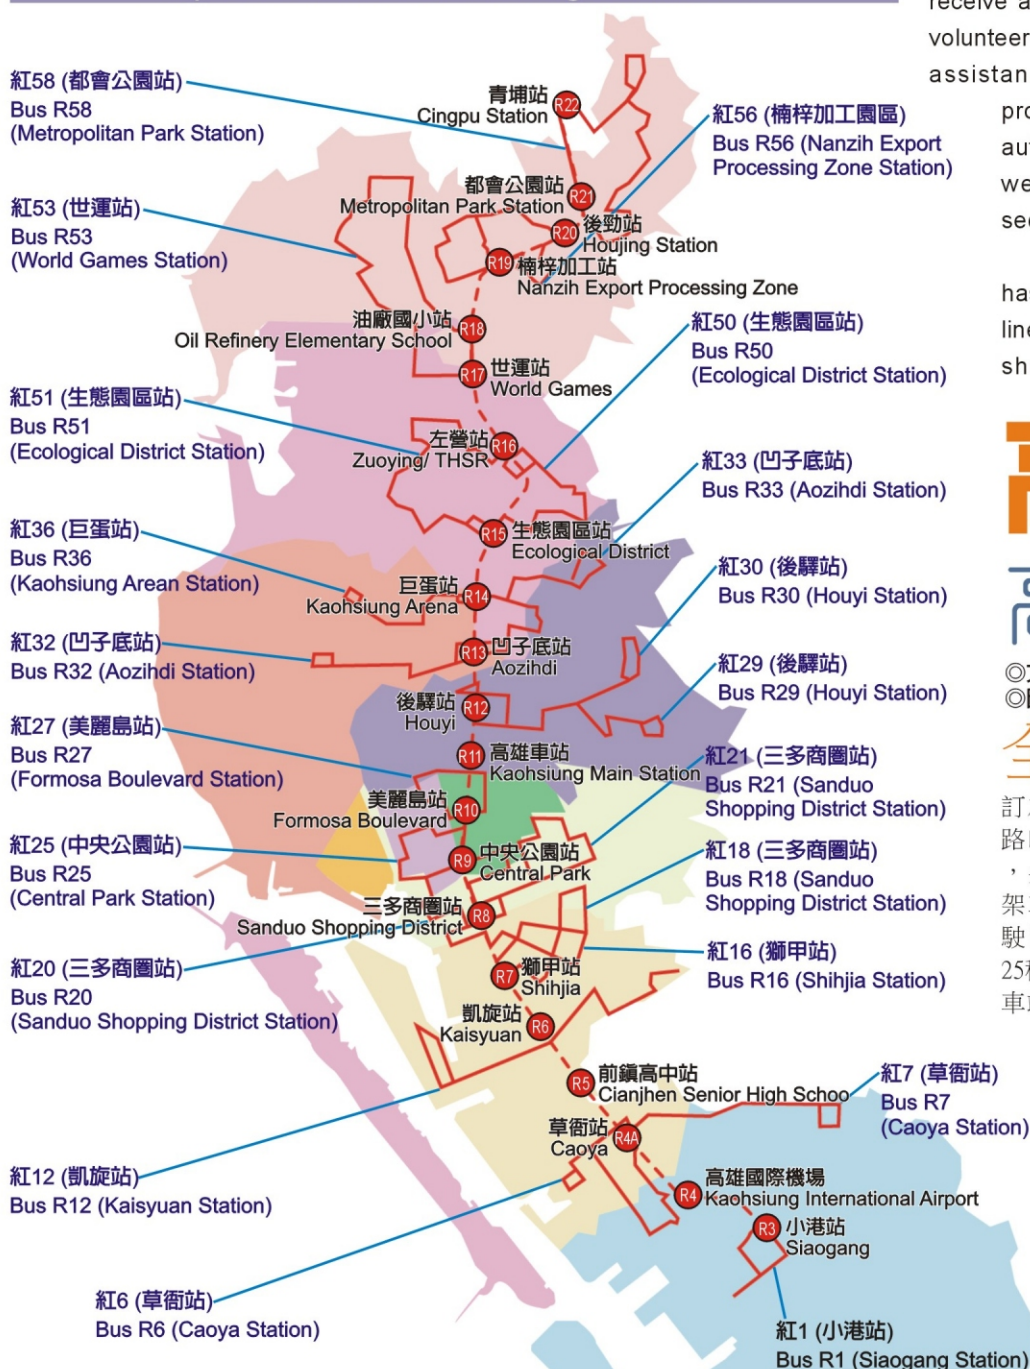 紅58 (都會公園站)
Bus R58
(Metropolitan Park Station)
紅53 (世運站)
Bus R53
(World Games Station)
紅51 (生態園區站)
Bus R51
(Ecological District Station)
紅36 (巨蛋站)
Bus R36
(Kaohsiung Arean Station)
紅32 (凹子底站)
Bus R32 (Aozihdi Station)
紅27 (美麗島站)
Bus R27
(Formosa Boulevard Station)
紅25 (中央公園站)
Bus R25
(Central Park Station)
紅20 (三多商圈站)
Bus R20
(Sanduo Shopping District Station)
紅12 (凱旋站)
Bus R12 (Kaisyuan Station)
紅6 (草衙站)
Bus R6 (Caoya Station)
青埔站
Cingpu Station
R22
都會公園站
Metropolitan Park Station
R21
R20
後勁站
Houjing Station
R19
楠梓加工站
Nanzih Export Processing Zone
油廠國小站
Oil Refinery Elementary School
R18
R17
世運站
World Games
左營站
Zuoying/ THSR
R16
R15
生態園區站
Ecological District
巨蛋站
Kaohsiung Arena
R14
R13
凹子底站
Aozihdi
後驛站
Houyi
R12
R11
高雄車站
Kaohsiung Main Station
美麗島站
Formosa Boulevard
R10
R9
中央公園站
Central Park
三多商圈站
Sanduo Shopping District
R8
R7
獅甲站
Shihjia
凱旋站
Kaisyuan
R6
R5
前鎮高中站
Cianjhen Senior High Schoo
草衙站
Caoya
R4A
R4
高雄國際機場
Kaohsiung International Airport
R3
小港站
Siaogang
紅56 (楠梓加工園區)
Bus R56 (Nanzih Export
Processing Zone Station)
紅50 (生態園區站)
Bus R50
(Ecological District Station)
紅33 (凹子底站)
Bus R33 (Aozihdi Station)
紅30 (後驛站)
Bus R30 (Houyi Station)
紅29 (後驛站)
Bus R29 (Houyi Station)
紅21 (三多商圈站)
Bus R21 (Sanduo
Shopping District Station)
紅18 (三多商圈站)
Bus R18 (Sanduo
Shopping District Station)
紅16 (獅甲站)
Bus R16 (Shihjia Station)
紅7 (草衙站)
Bus R7
(Caoya Station)
紅1 (小港站)
Bus R1 (Siaogang Station)
receive a
volunteer
assistan
pro
au
we
sec
ha
line
sh
訂
路
，
架
駛
25
車